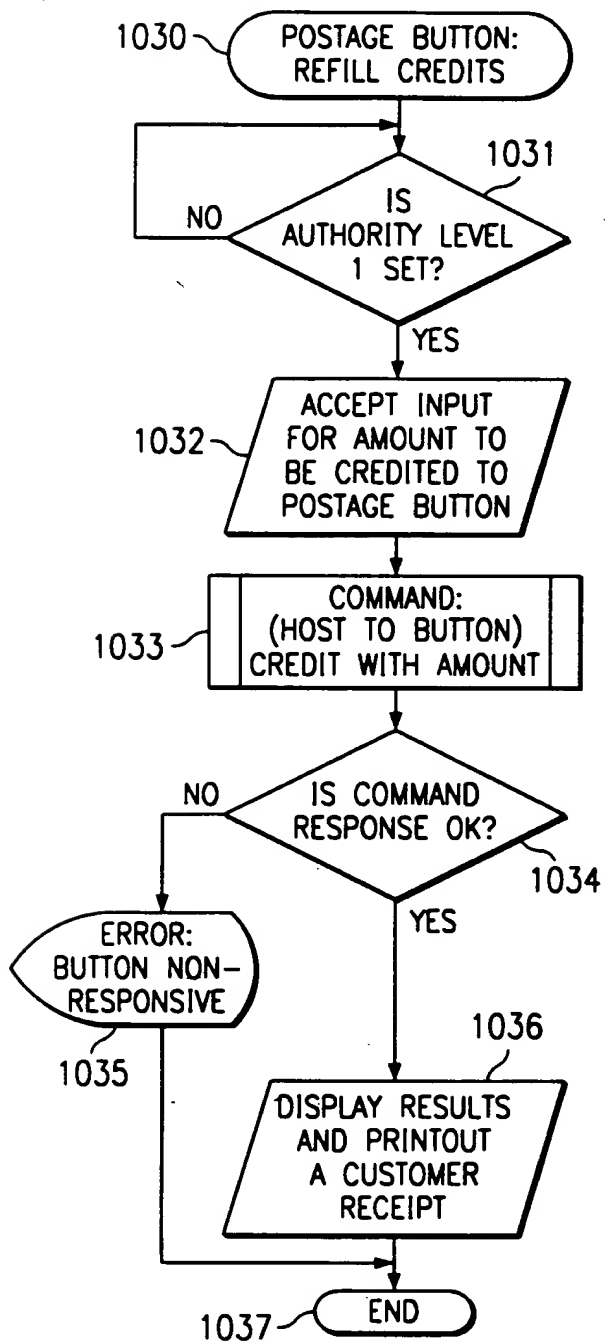 1030
POSTAGE BUTTON:
REFILL CREDITS
1031
IS
AUTHORITY LEVEL
1 SET?
NO
YES
1032
ACCEPT INPUT
FOR AMOUNT TO
BE CREDITED TO
POSTAGE BUTTON
1033
COMMAND:
(HOST TO BUTTON)
CREDIT WITH AMOUNT
NO
IS COMMAND
RESPONSE OK?
1034
YES
ERROR:
BUTTON NON-
RESPONSIVE
1035
1036
DISPLAY RESULTS
AND PRINTOUT
A CUSTOMER
RECEIPT
1037
END